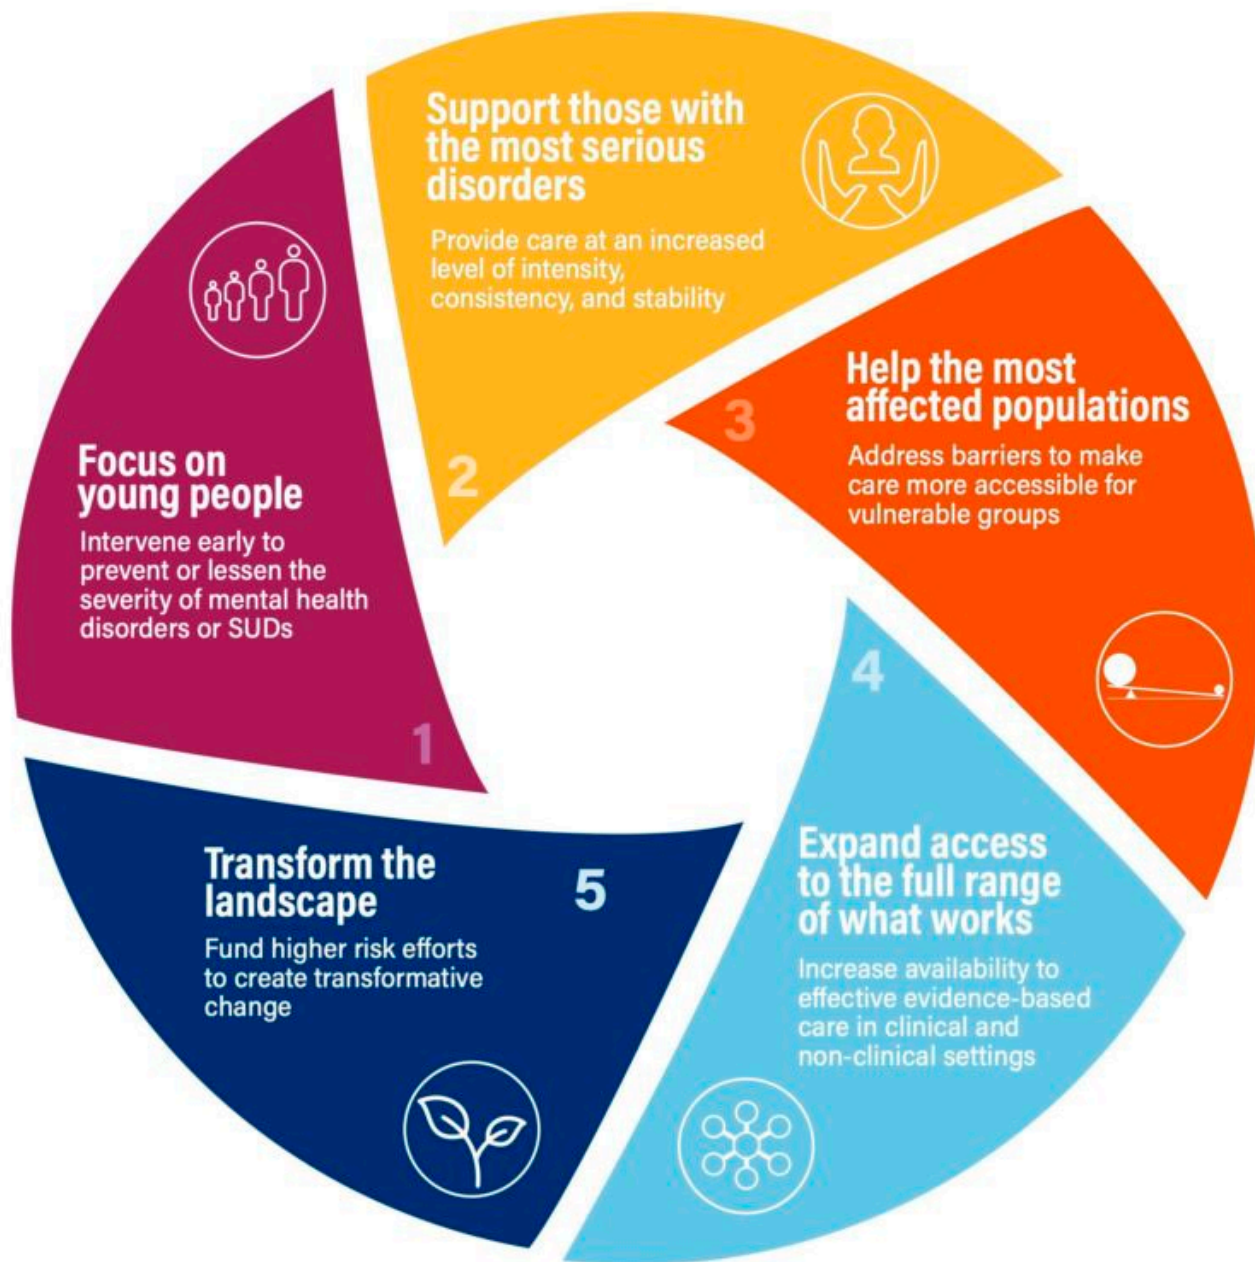 Focus on
young people
Intervene early to
prevent or lessen the
severity of mental health
disorders or SUDs
1
Support those with
the most serious
disorders
Provide care at an increased
level of intensity,
consistency, and stability
2
Help the most
affected populations
Address barriers to make
care more accessible for
vulnerable groups
3
Expand access
to the full range
of what works
Increase availability to
effective evidence-based
care in clinical and
non-clinical settings
4
Transform the
landscape
Fund higher risk efforts
to create transformative
change
5